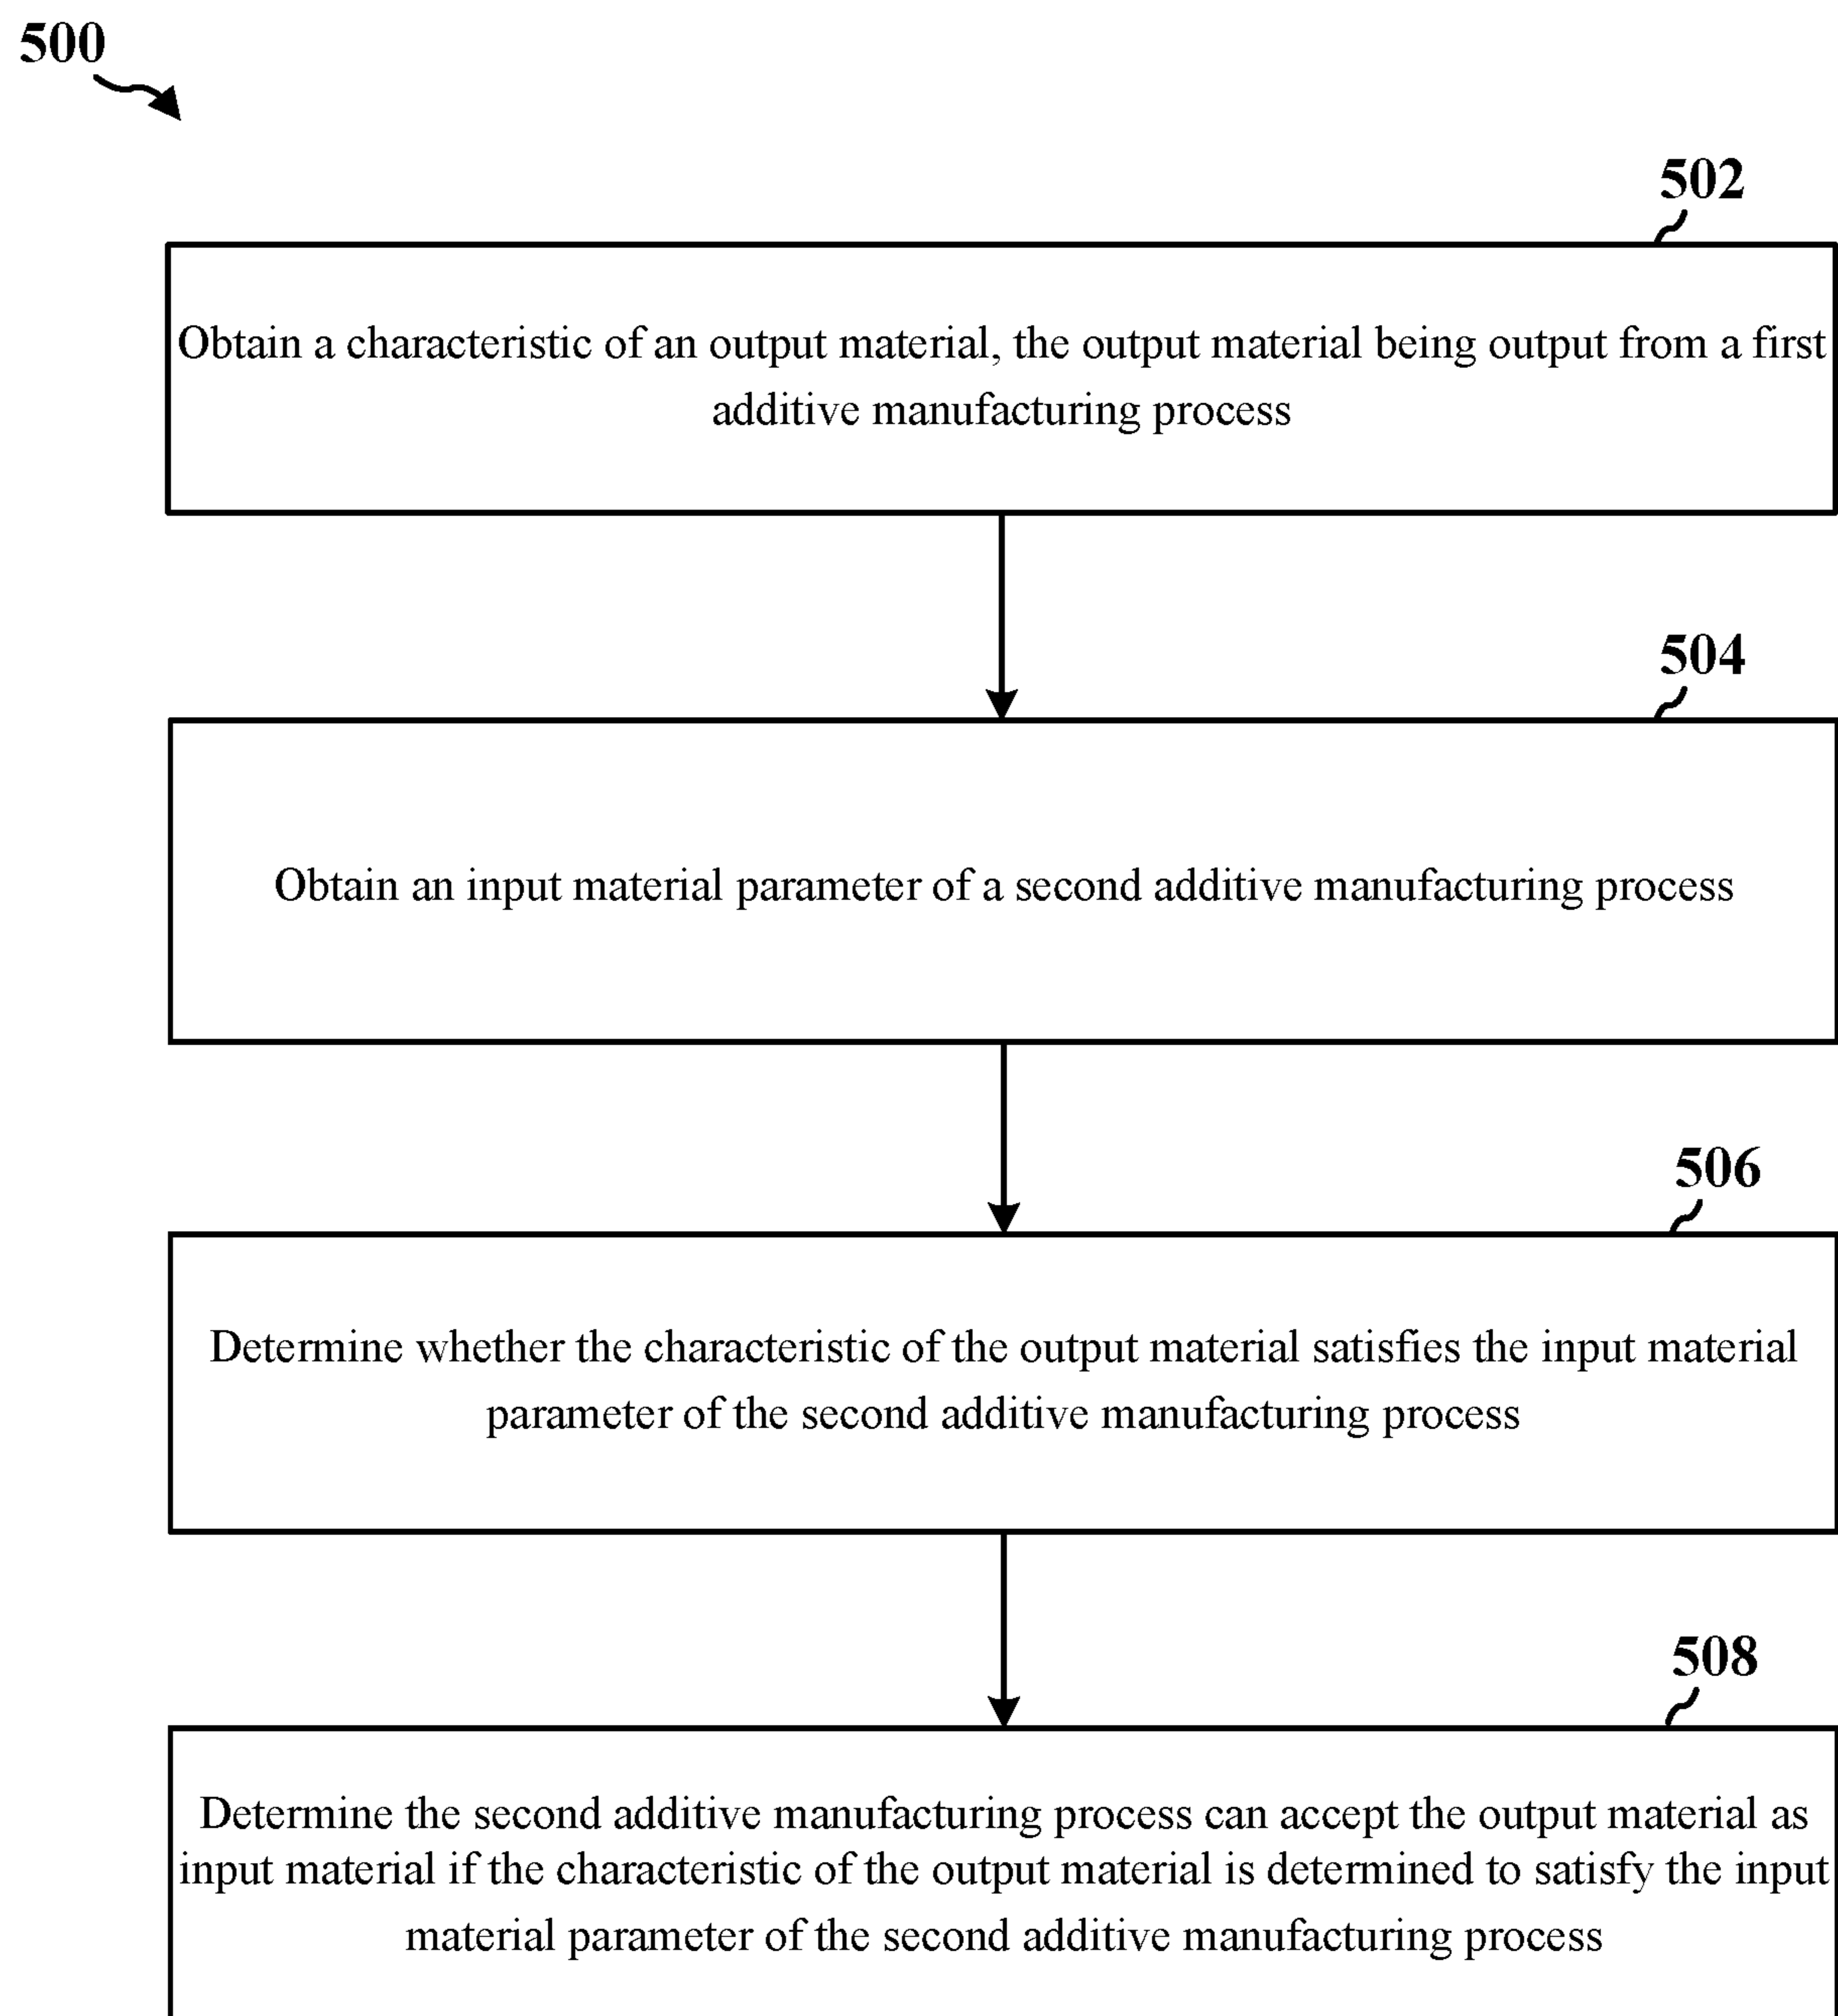 500
502
Obtain a characteristic of an output material, the output material being output from a first
additive manufacturing process
504
Obtain an input material parameter of a second additive manufacturing process
506
Determine whether the characteristic of the output material satisfies the input material
parameter of the second additive manufacturing process
508
Determine the second additive manufacturing process can accept the output material as
input material if the characteristic of the output material is determined to satisfy the input
material parameter of the second additive manufacturing process